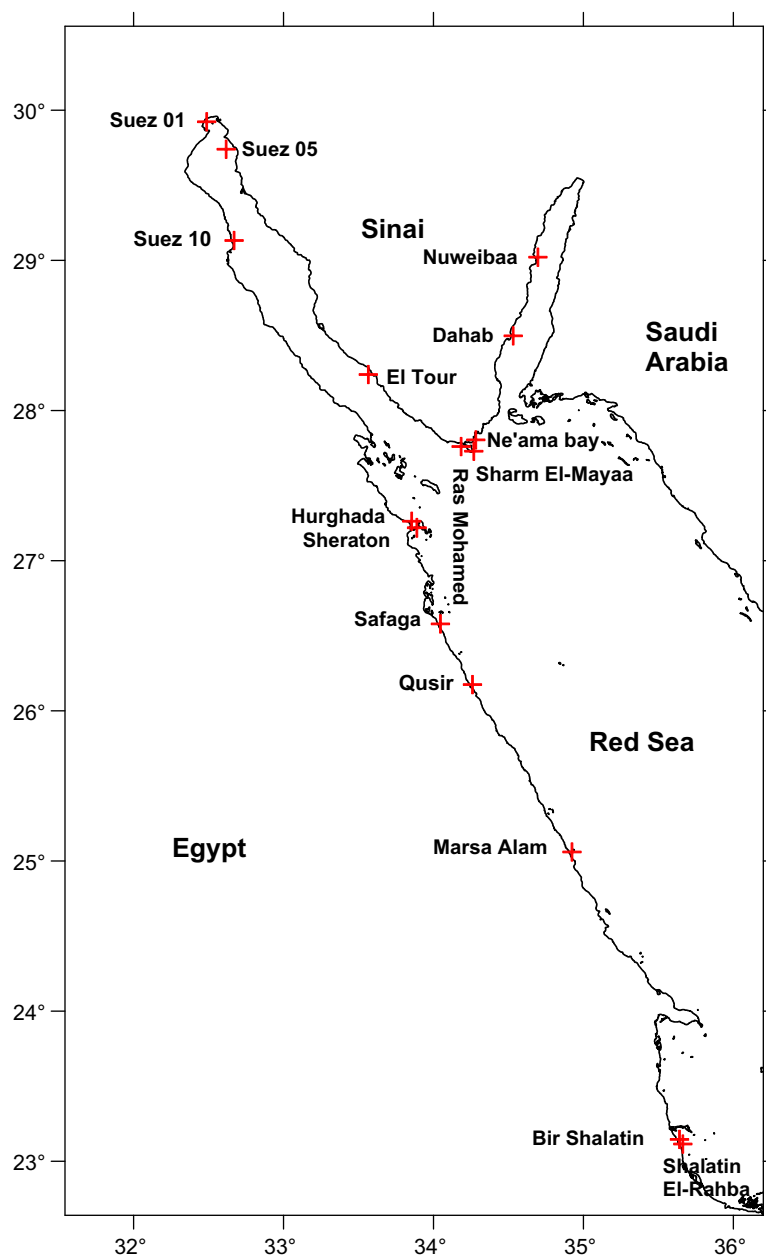 30°
Suez 01
Suez 05
Sinai
Suez 10
29°
Nuweibaa
Dahab
Saudi
Arabia
El Tour
28°
Ne'ama bay
Sharm El-Mayaa
Ras Mohamed
Hurghada
Sheraton
27°
Safaga
Qusir
26°
Red Sea
Marsa Alam
Egypt
25°
24°
Bir Shalatin
23°
Shalatin
El-Rahba
32°
33°
34°
35°
36°